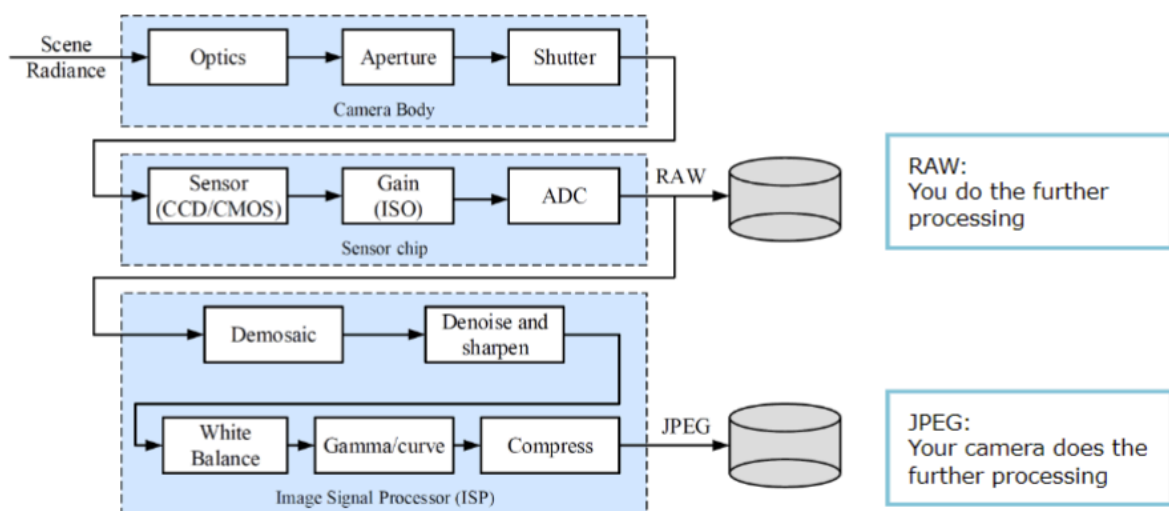 Scene
Radiance
Optics
Aperture
Shutter
Camera Body
Sensor
(CCD/CMOS)
Gain
(ISO)
ADC
Sensor chip
RAW
RAW:
You do the further
processing
Demosaic
Denoise and
sharpen
White
Balance
Gamma/curve
Compress
Image Signal Processor (ISP)
JPEG
JPEG:
Your camera does the
further processing